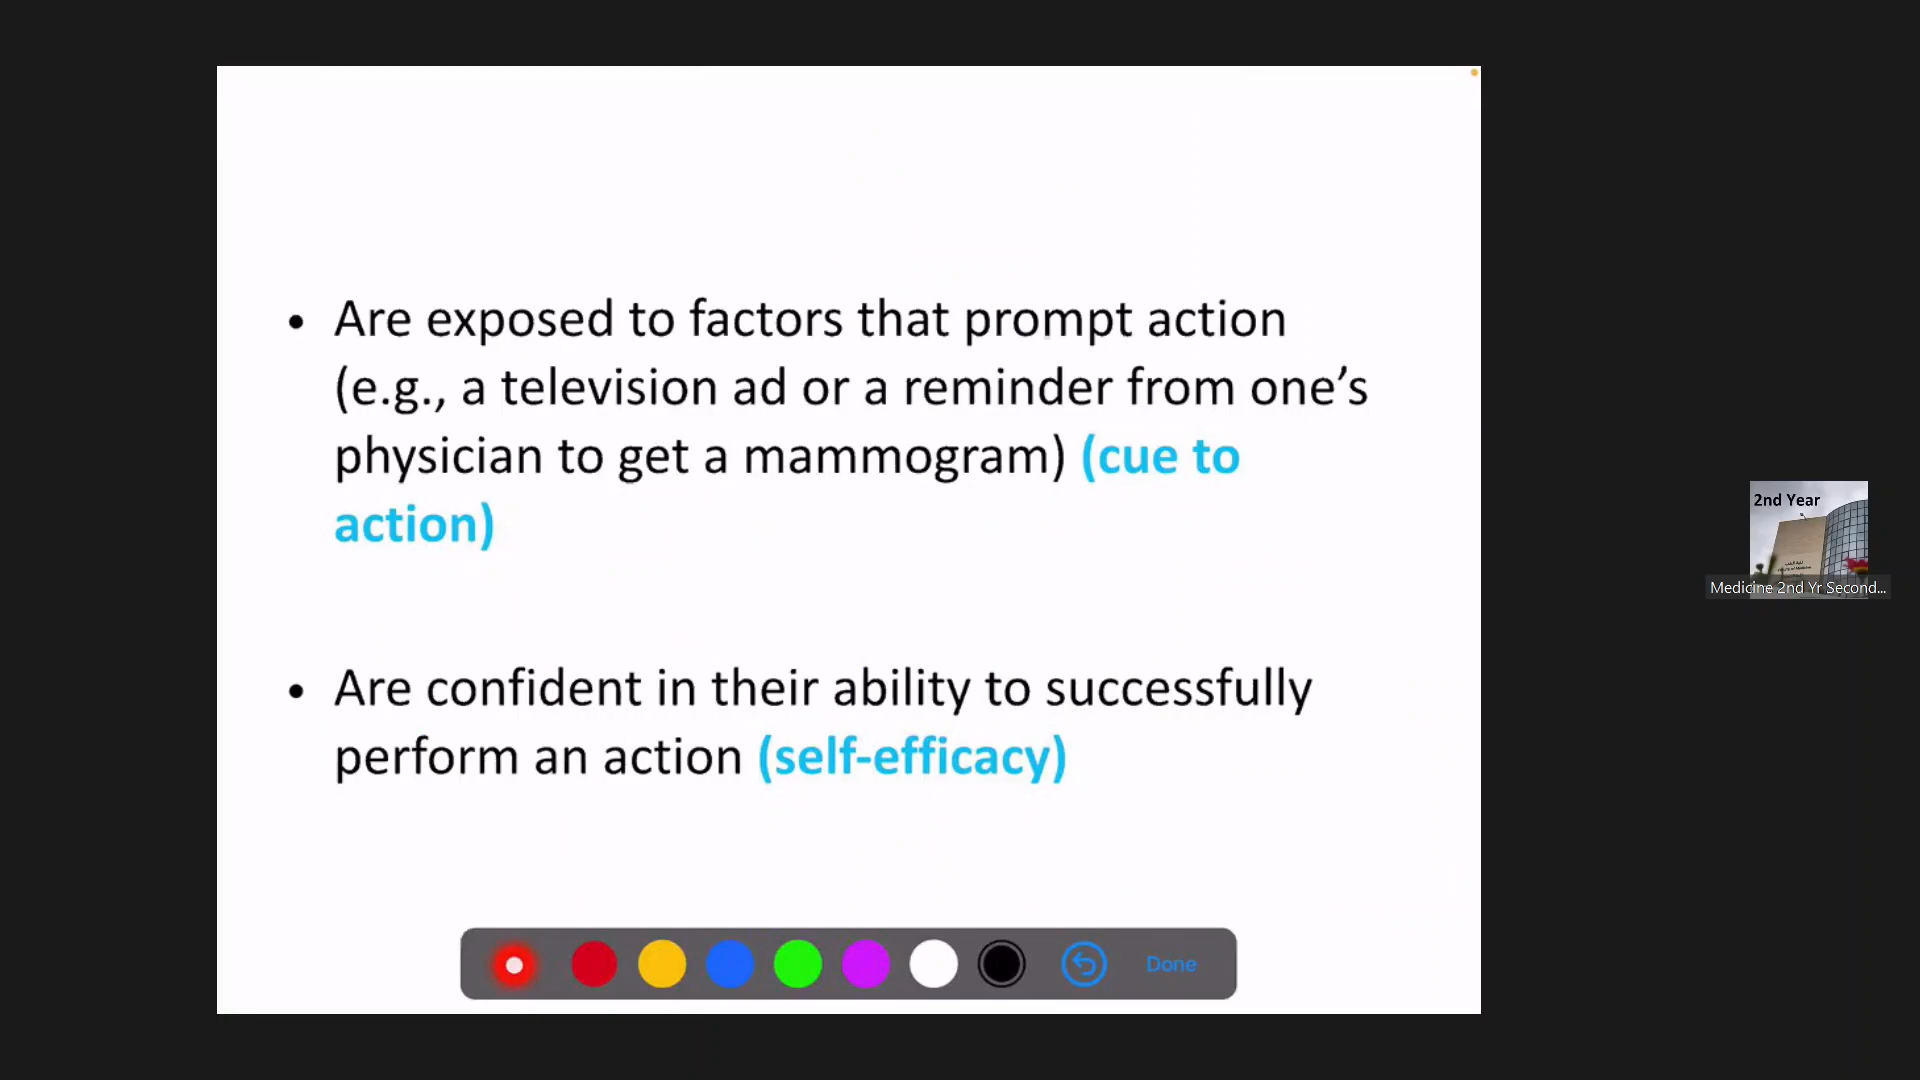 • Are exposed to factors that prompt action
(e.g., a television ad or a reminder from one’s
physician to get a mammogram) (cue to
action)
• Are confident in their ability to successfully
perform an action (self-efficacy)
Done
2nd Year
Medicine 2nd Yr Second...